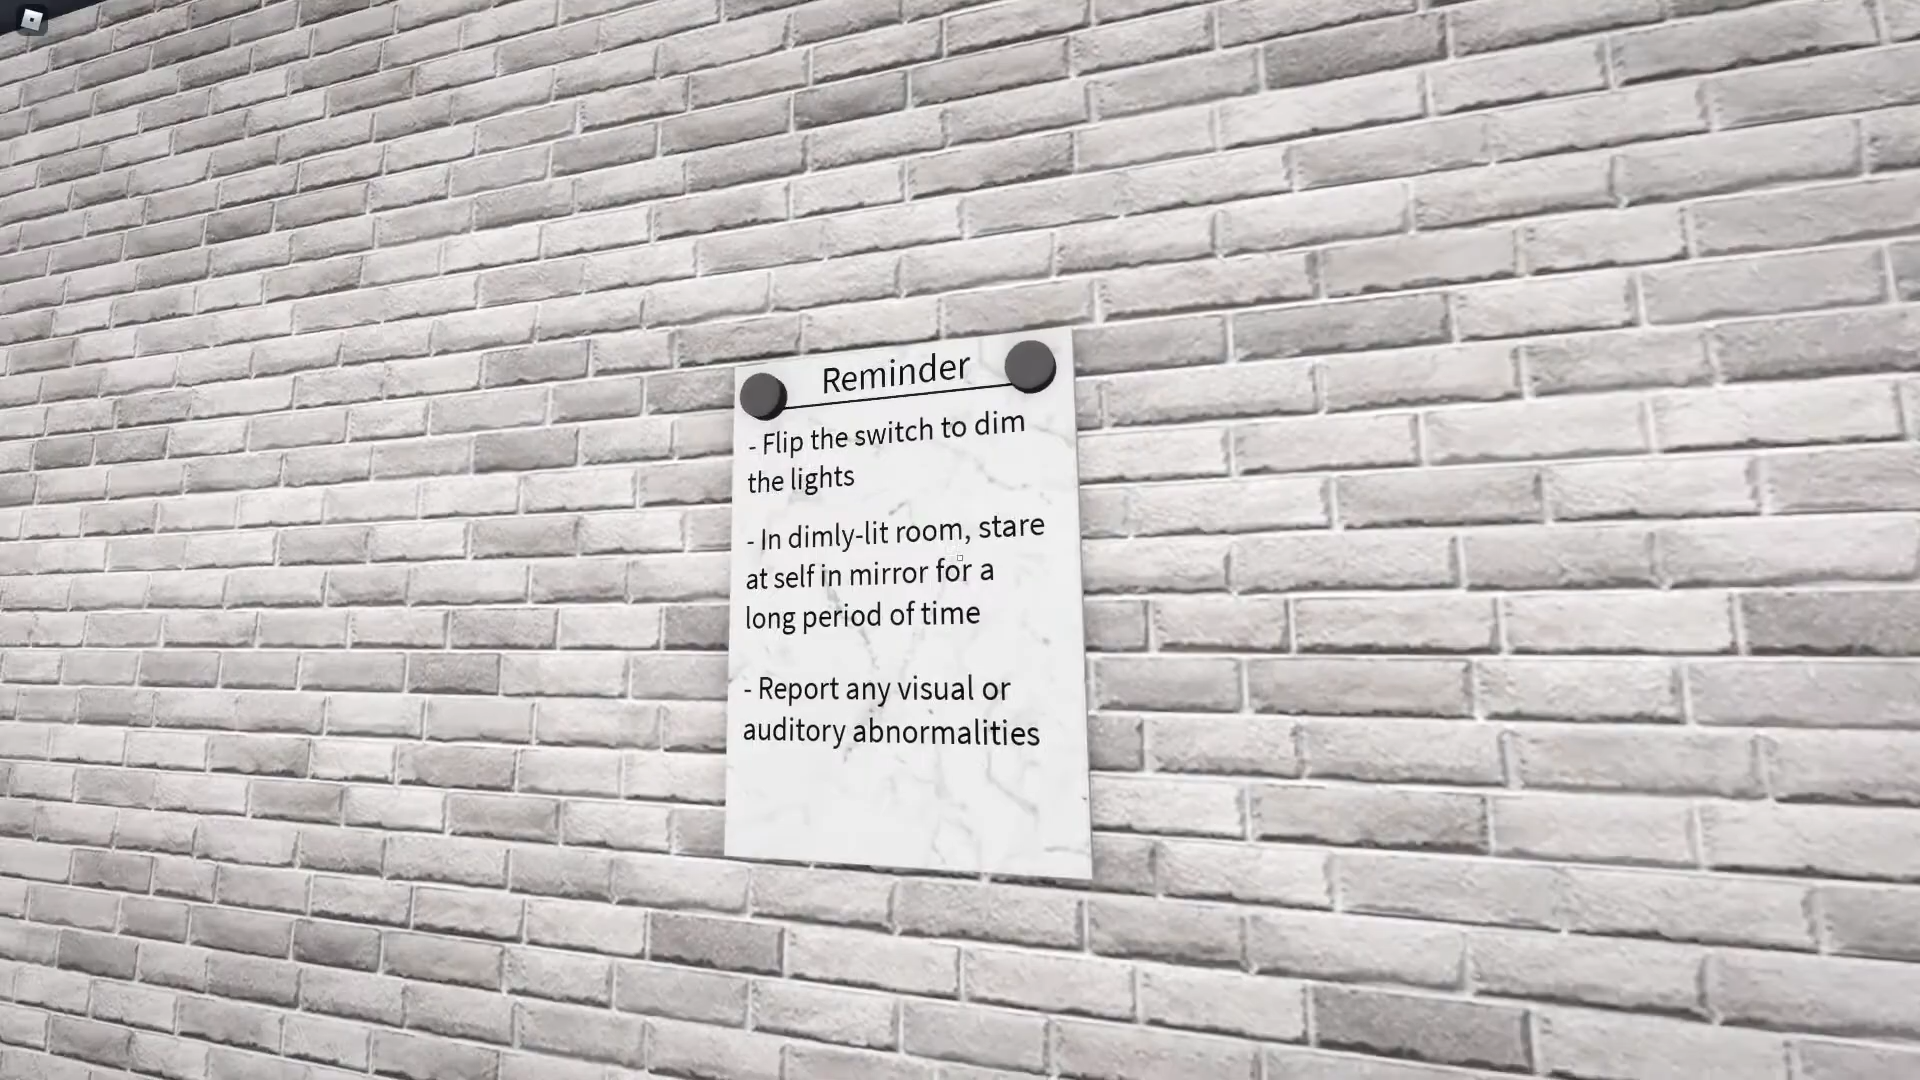 Reminder
- Flip the switch to dim
the lights
- In dimly-lit room, stare
at self in mirror for a
long period of time
- Report any visual or
auditory abnormalities